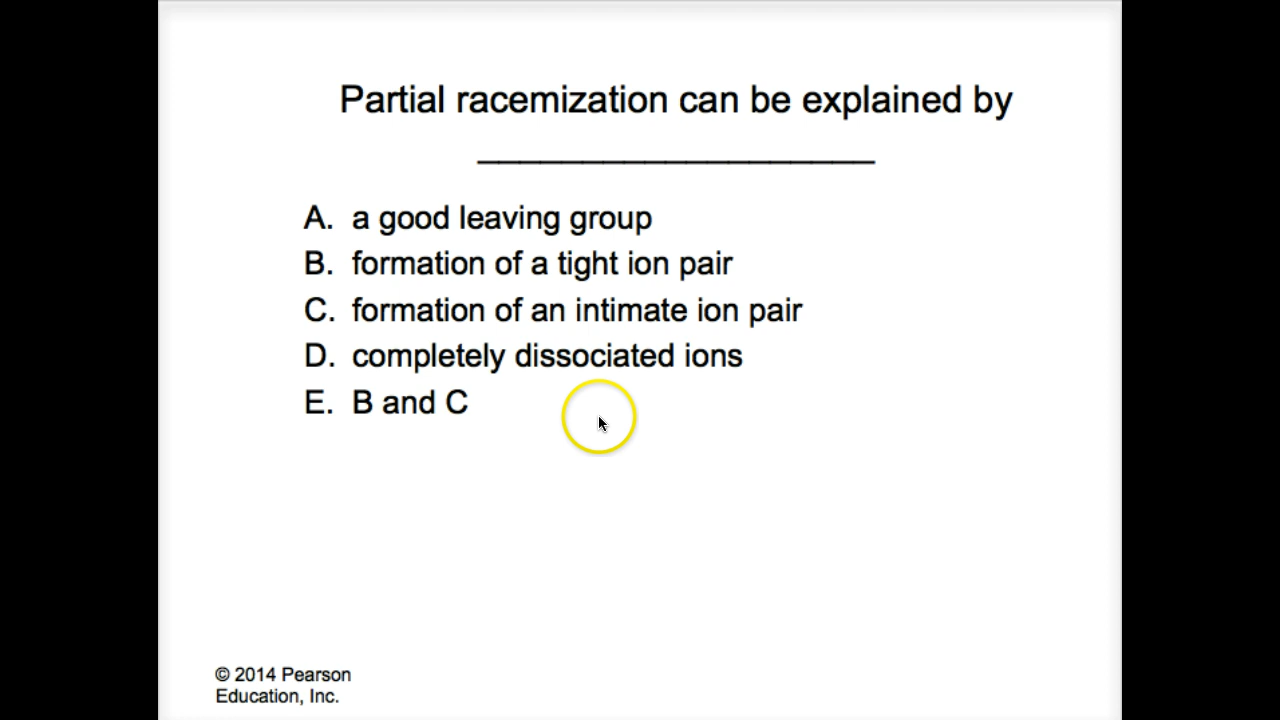 Partial racemization can be explained by
___________________
A. a good leaving group
B. formation of a tight ion pair
C. formation of an intimate ion pair
D. completely dissociated ions
E. B and C
© 2014 Pearson
Education, Inc.